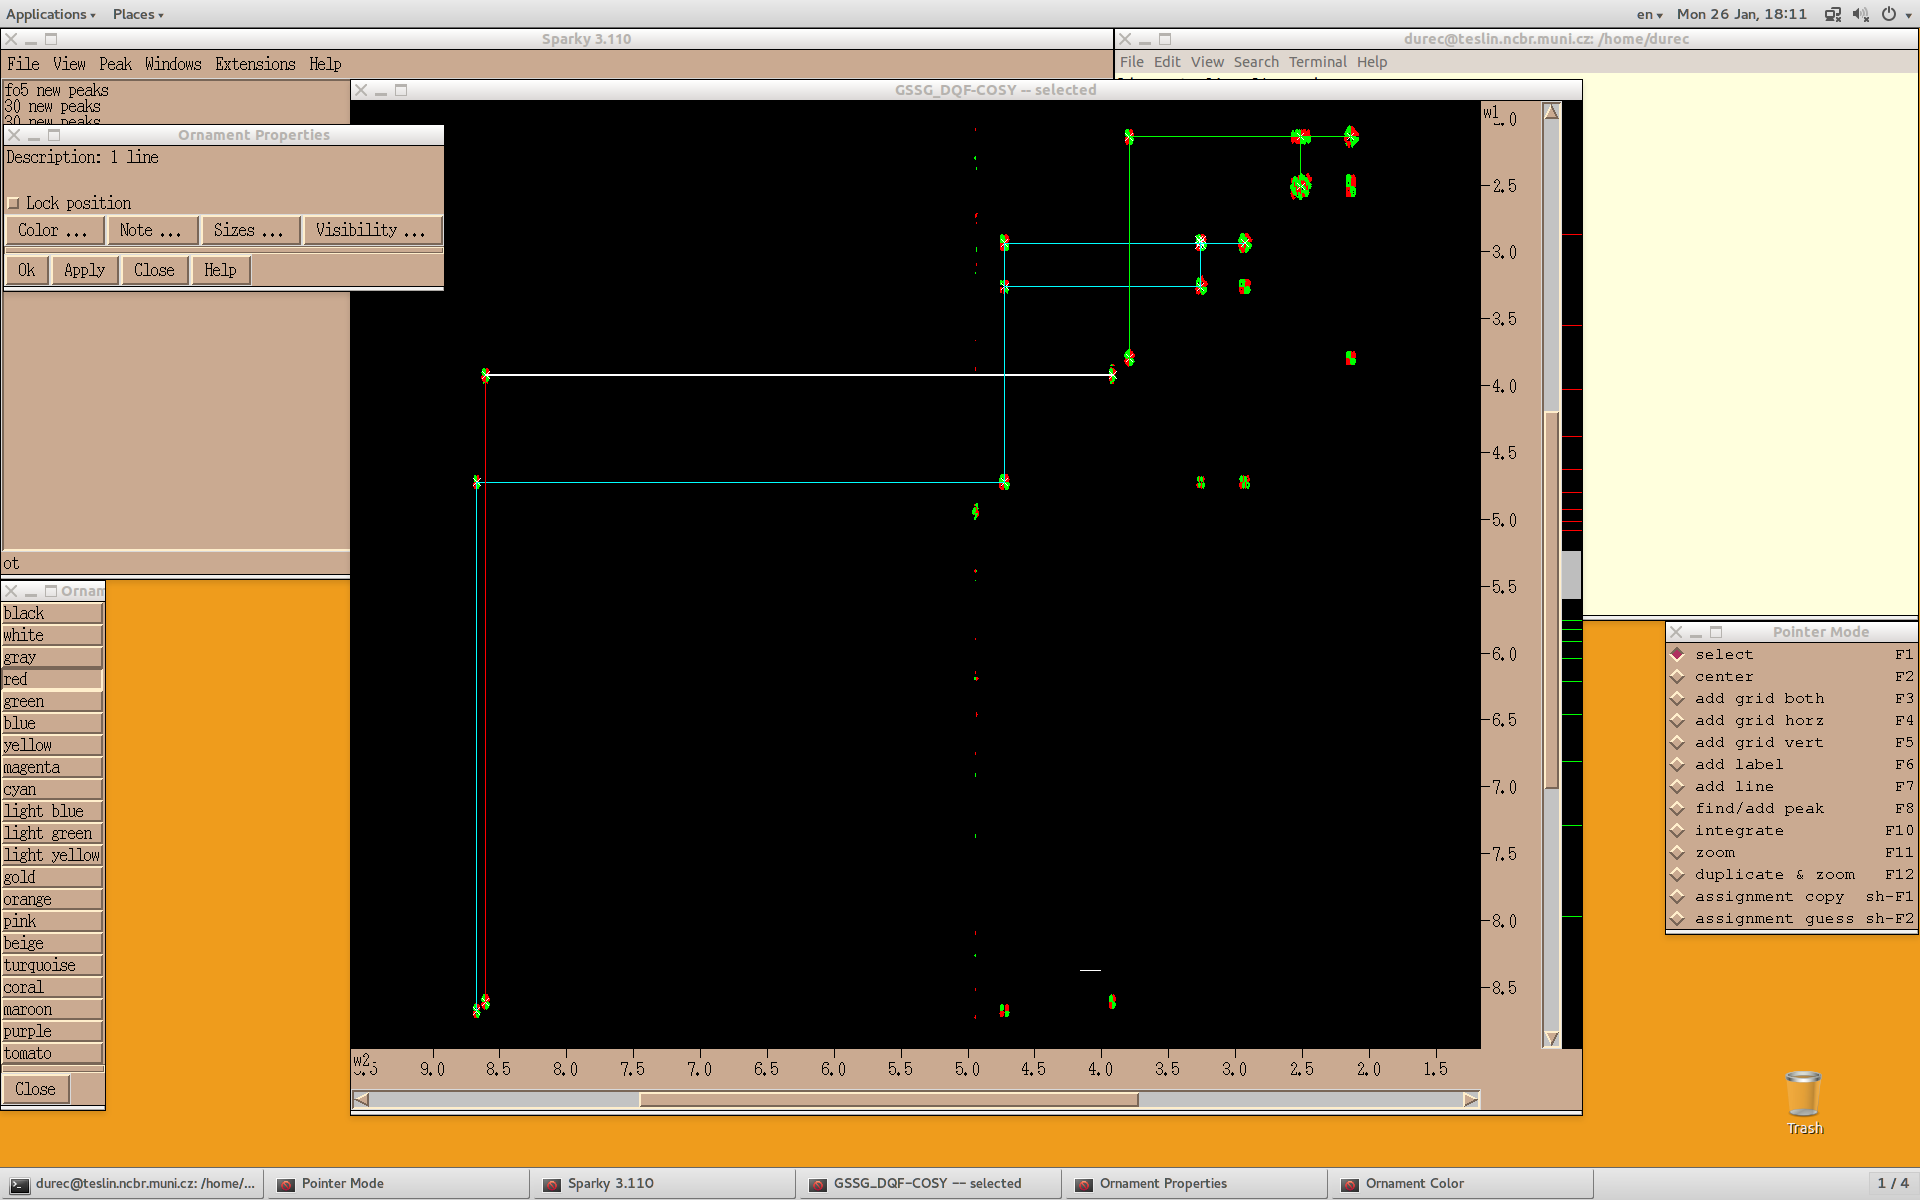 Applications Places en Mon 26 Jan, 18:11
Sparky 3.110
File View Peak Windows Extensions Help
fo5 new peaks
30 new peaks
30 new peaks
ot
durec@teslin.ncbr.muni.cz: /home/durec
File Edit View Search Terminal Help
Ornament Properties
Description: 1 line
Lock position
Color ... Note ... Sizes ... Visibility ...
Ok Apply Close Help
GSSG_DQF-COSY -- selected
w1
2.5
3.0
3.5
4.0
4.5
5.0
5.5
6.0
6.5
7.0
7.5
8.0
8.5
w2
9.0 8.5 8.0 7.5 7.0 6.5 6.0 5.5 5.0 4.5 4.0 3.5 3.0 2.5 2.0 1.5
Ornam
black
white
gray
red
green
blue
yellow
magenta
cyan
light blue
light green
light yellow
gold
orange
pink
beige
turquoise
coral
maroon
purple
tomato
Close
Pointer Mode
select F1
center F2
add grid both F3
add grid horz F4
add grid vert F5
add label F6
add line F7
find/add peak F8
integrate F10
zoom F11
duplicate & zoom F12
assignment copy sh-F1
assignment guess sh-F2
Trash
durec@teslin.ncbr.muni.cz: /home/... Pointer Mode Sparky 3.110 GSSG_DQF-COSY -- selected Ornament Properties Ornament Color 1 / 4